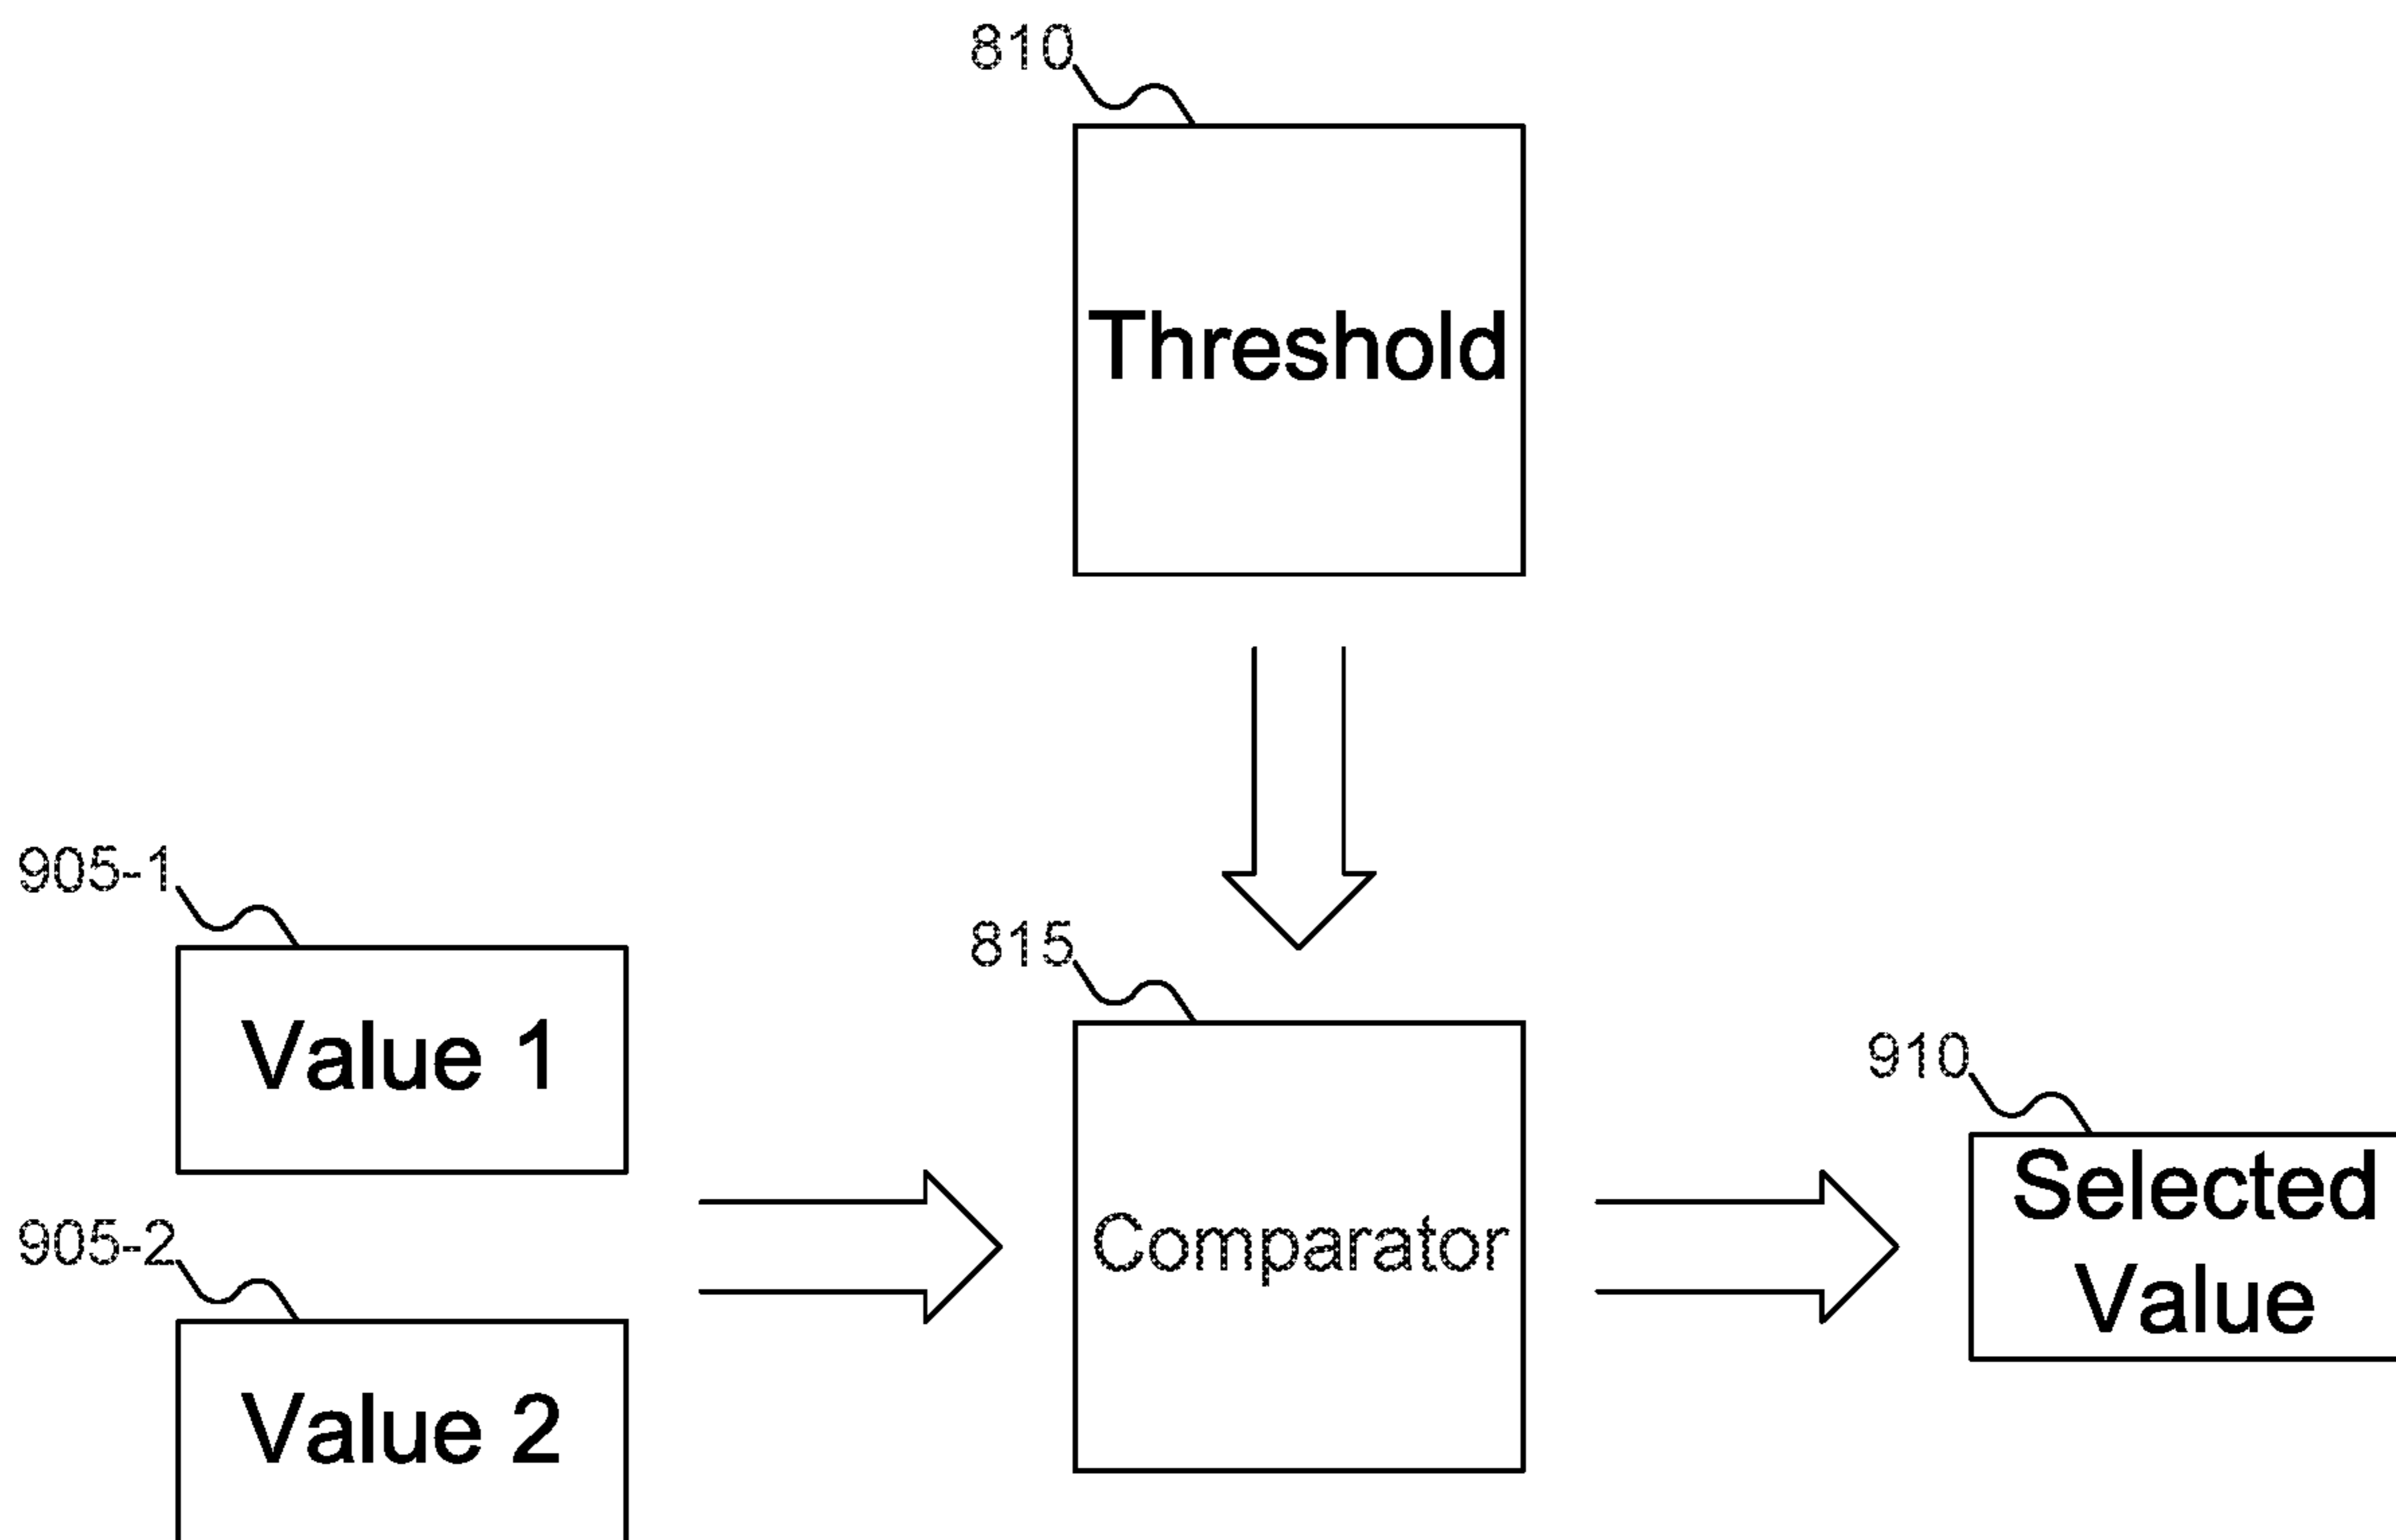 810
Threshold
905-1
Value 1
905-2
Value 2
815
Comparator
910
Selected
Value